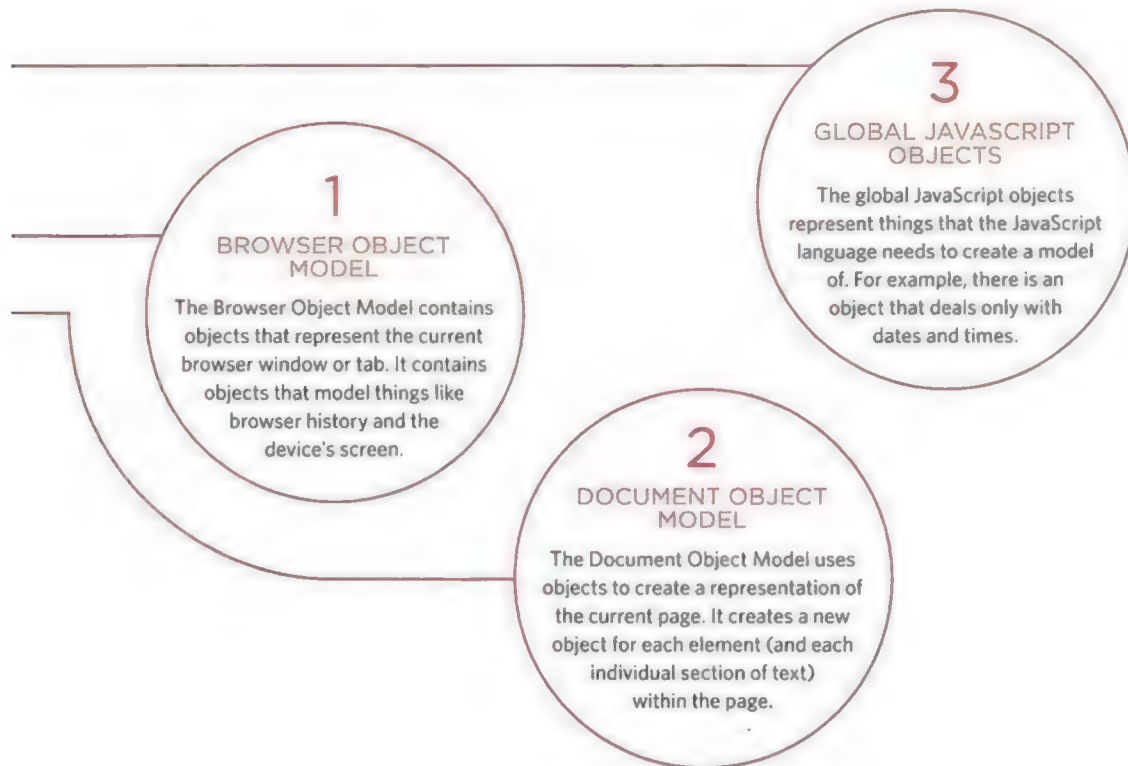 1
BROWSER OBJECT
MODEL
The Browser Object Model contains
objects that represent the current
browser window or tab. It contains
objects that model things like
browser history and the
device's screen.
2
DOCUMENT OBJECT
MODEL
The Document Object Model uses
objects to create a representation of
the current page. It creates a new
object for each element (and each
individual section of text)
within the page.
3
GLOBAL JAVASCRIPT
OBJECTS
The global JavaScript objects
represent things that the JavaScript
language needs to create a model
of. For example, there is an
object that deals only with
dates and times.